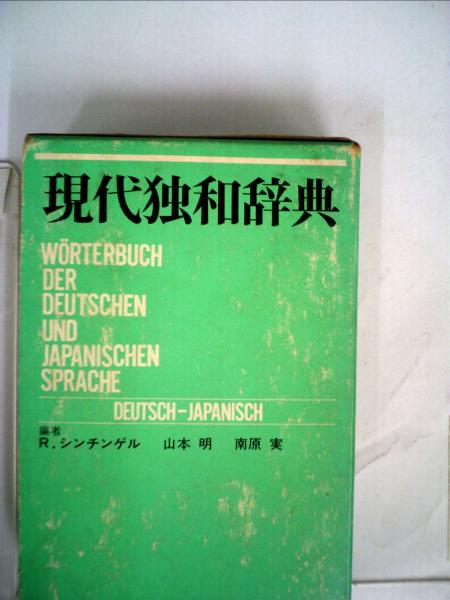 現代独和辞典
WÖRTERBUCH
DER
DEUTSCHEN
UND
JAPANISCHEN
SPRACHE
DEUTSCH-JAPANISCH
編者
R.シンチンゲル 山本 明 南原 実